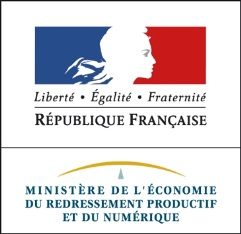 Liberté • Égalité • Fraternité
RÉPUBLIQUE FRANÇAISE
MINISTÈRE DE L'ÉCONOMIE
DU REDRESSEMENT PRODUCTIF
ET DU NUMÉRIQUE